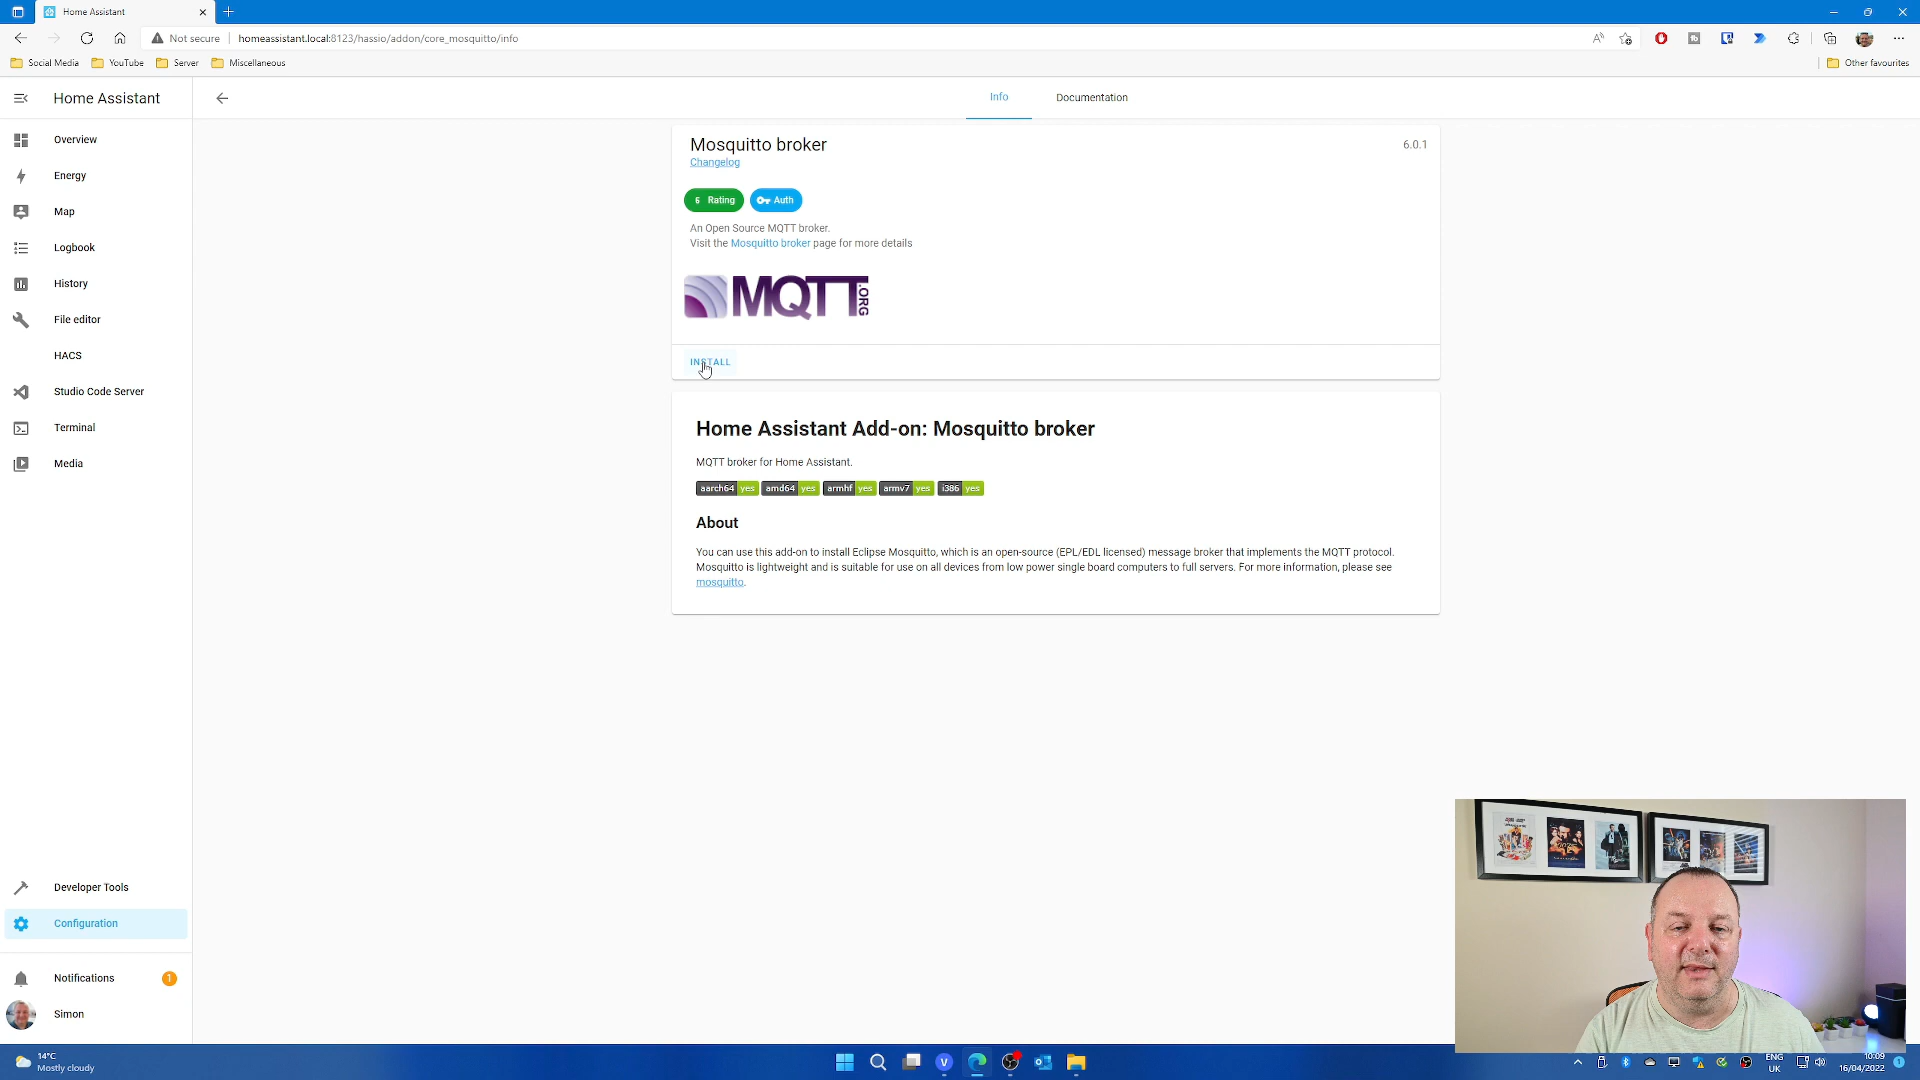 Home Assistant
Not secure homeassistant.local:8123/hassio/addon/core_mosquitto/info
Social Media YouTube Server Miscellaneous Other favourites
Home Assistant
Info Documentation
Overview
Energy
Map
Logbook
History
File editor
HACS
Studio Code Server
Terminal
Media
Developer Tools
Configuration
Notifications 1
Simon
Mosquitto broker 6.0.1
Changelog
6 Rating Auth
An Open Source MQTT broker.
Visit the Mosquitto broker page for more details
MQTT.ORG
INSTALL
Home Assistant Add-on: Mosquitto broker
MQTT broker for Home Assistant.
aarch64 yes amd64 yes armhf yes armv7 yes i386 yes
About
You can use this add-on to install Eclipse Mosquitto, which is an open-source (EPL/EDL licensed) message broker that implements the MQTT protocol.
Mosquitto is lightweight and is suitable for use on all devices from low power single board computers to full servers. For more information, please see
mosquitto.
14°C
Mostly cloudy
ENG
UK
10:09
16/04/2022
1